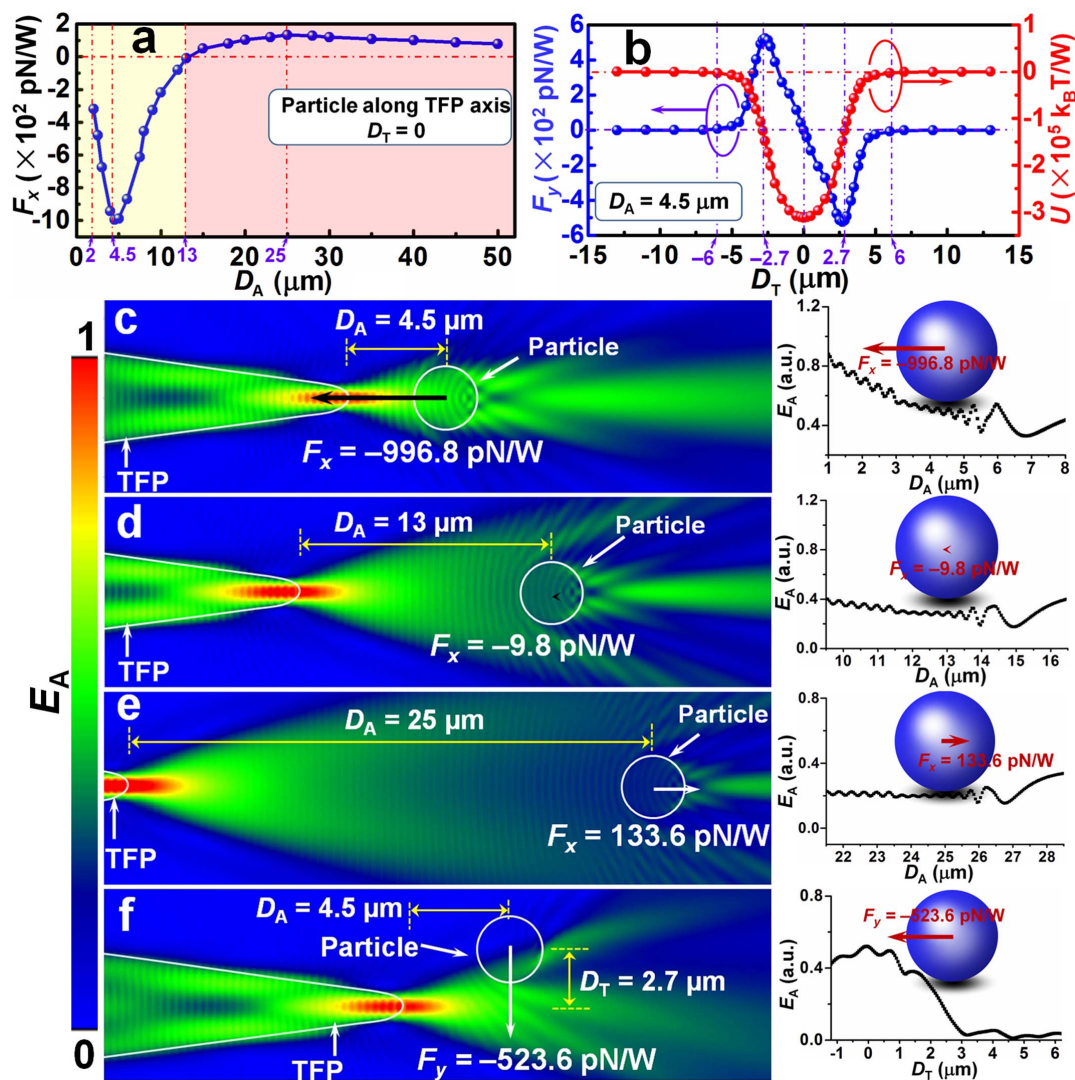 a
2
0
-2
-4
-6
-8
-10
F_x (×10² pN/W)
Particle along TFP axis
D_T = 0
0
10
20
30
40
50
2
4.5
13
25
D_A (μm)
b
6
4
2
0
-2
-4
-6
F_y (×10² pN/W)
D_A = 4.5 μm
-15
-10
-5
0
5
10
15
−6
−2.7
2.7
6
D_T (μm)
1
0
-1
-2
-3
U (×10⁵ k_BT/W)
1
E_A
0
c
D_A = 4.5 μm
Particle
F_x = −996.8 pN/W
TFP
1.2
0.8
0.4
E_A (a.u.)
F_x = −996.8 pN/W
1
2
3
4
5
6
7
8
D_A (μm)
d
D_A = 13 μm
Particle
F_x = −9.8 pN/W
TFP
1.2
0.8
0.4
0.0
E_A (a.u.)
F_x = −9.8 pN/W
10
11
12
13
14
15
16
D_A (μm)
e
D_A = 25 μm
Particle
F_x = 133.6 pN/W
TFP
0.8
0.4
0.0
E_A (a.u.)
F_x = 133.6 pN/W
22
23
24
25
26
27
28
D_A (μm)
f
D_A = 4.5 μm
Particle
D_T = 2.7 μm
F_y = −523.6 pN/W
TFP
0.8
0.4
0.0
E_A (a.u.)
F_y = −523.6 pN/W
-1
0
1
2
3
4
5
6
D_T (μm)